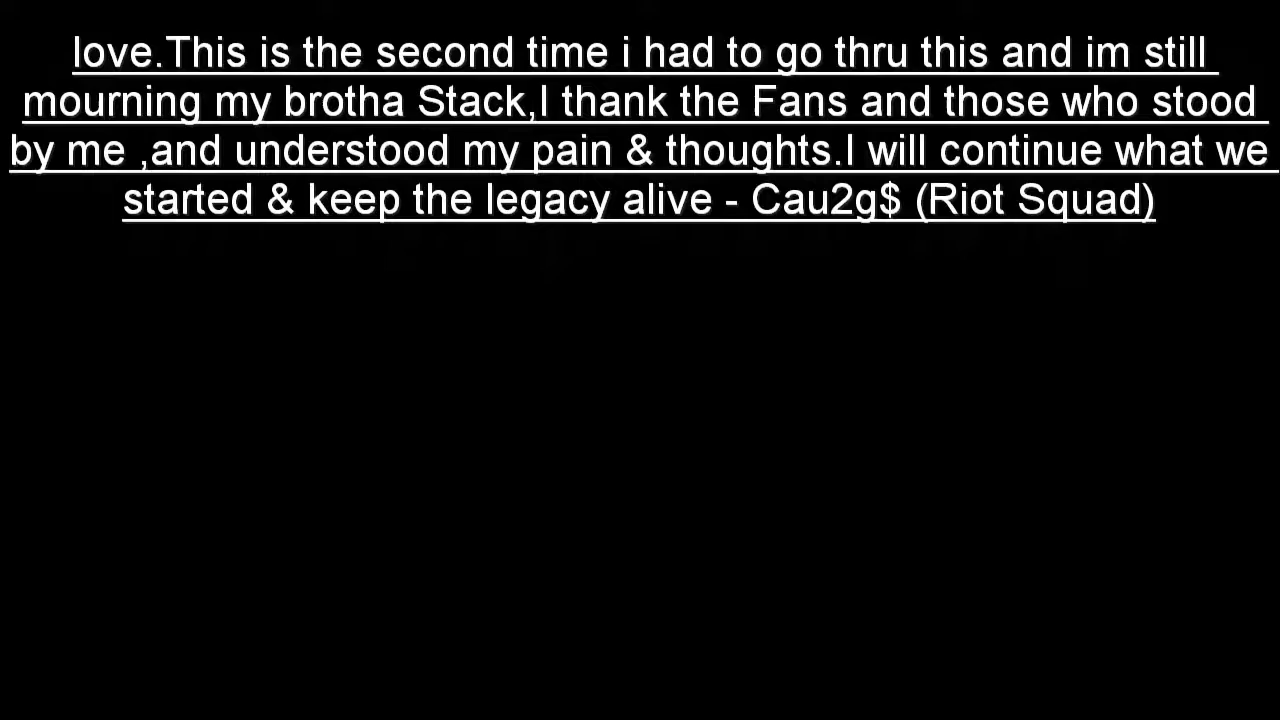 love.This is the second time i had to go thru this and im still
mourning my brotha Stack,I thank the Fans and those who stood
by me ,and understood my pain & thoughts.I will continue what we
started & keep the legacy alive - Cau2g$ (Riot Squad)